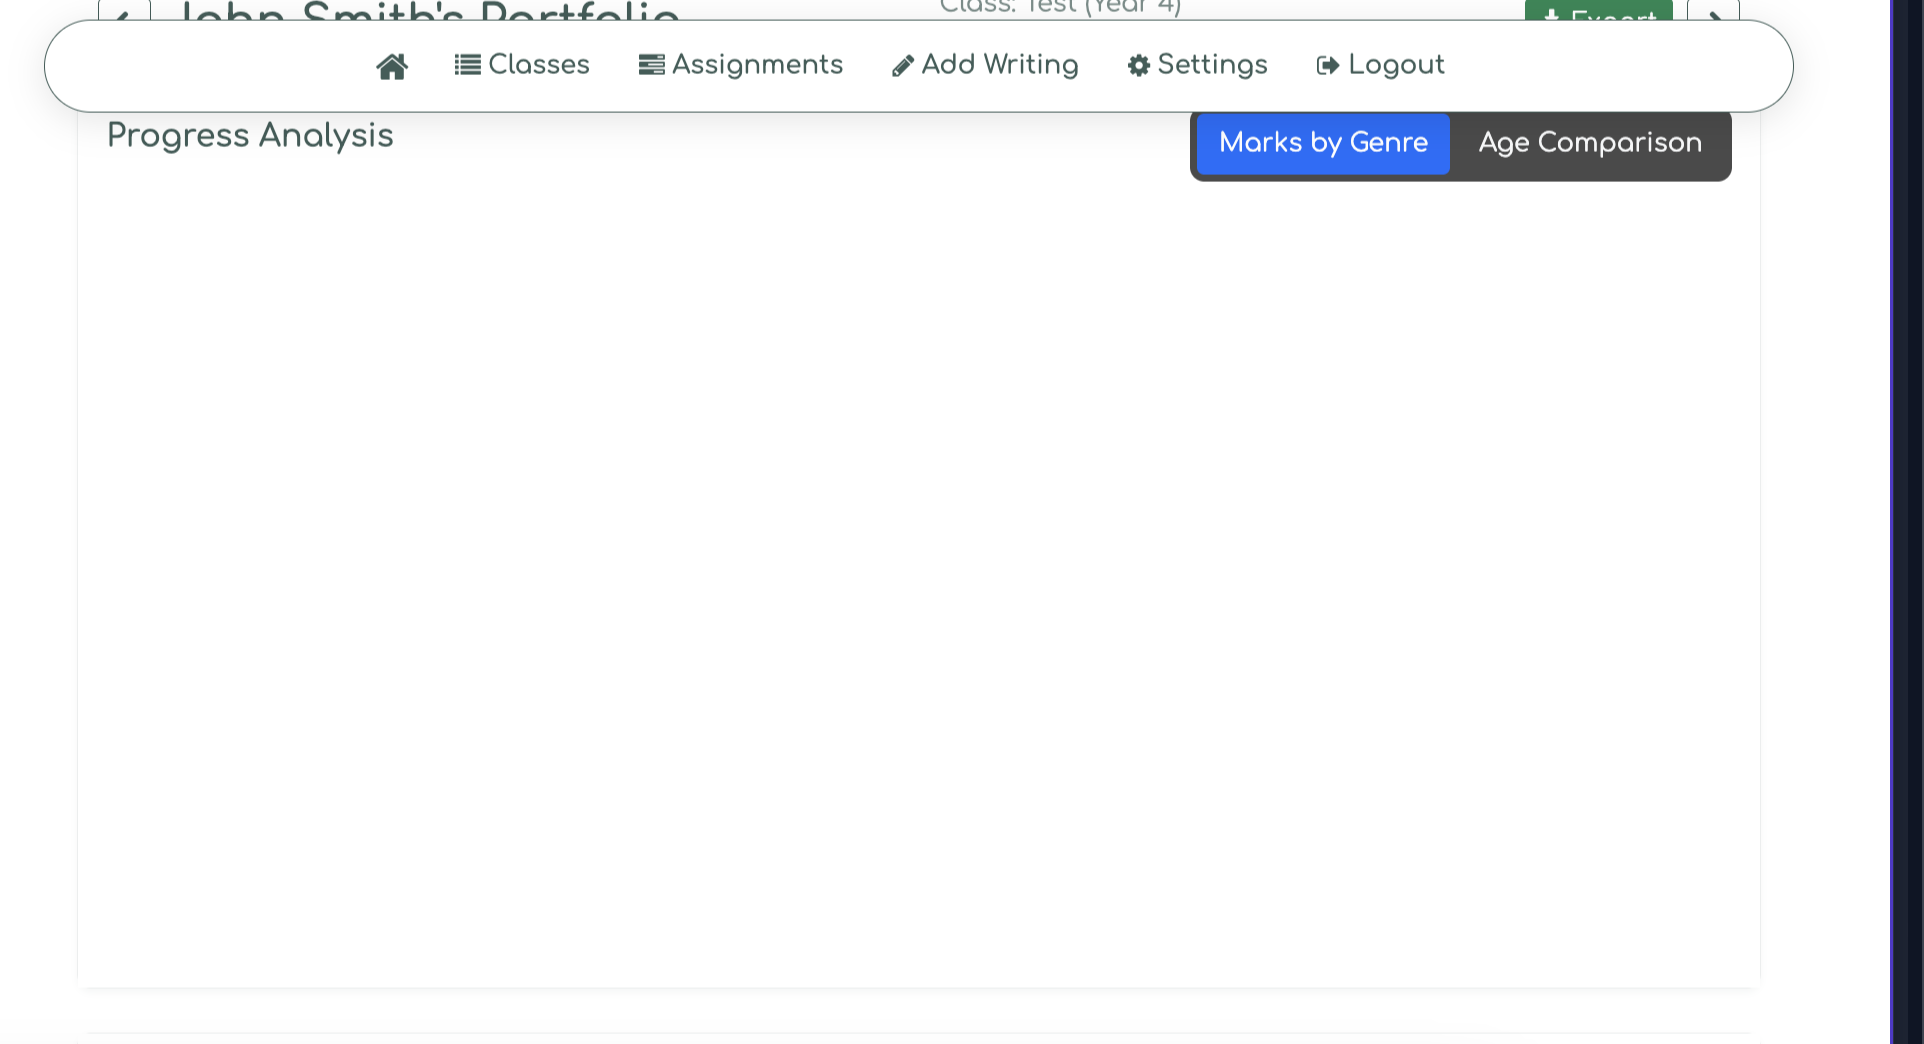 John Smith's Portfolio
Class: Test (Year 4)
Export
Classes
Assignments
Add Writing
Settings
Logout
Progress Analysis
Marks by Genre
Age Comparison